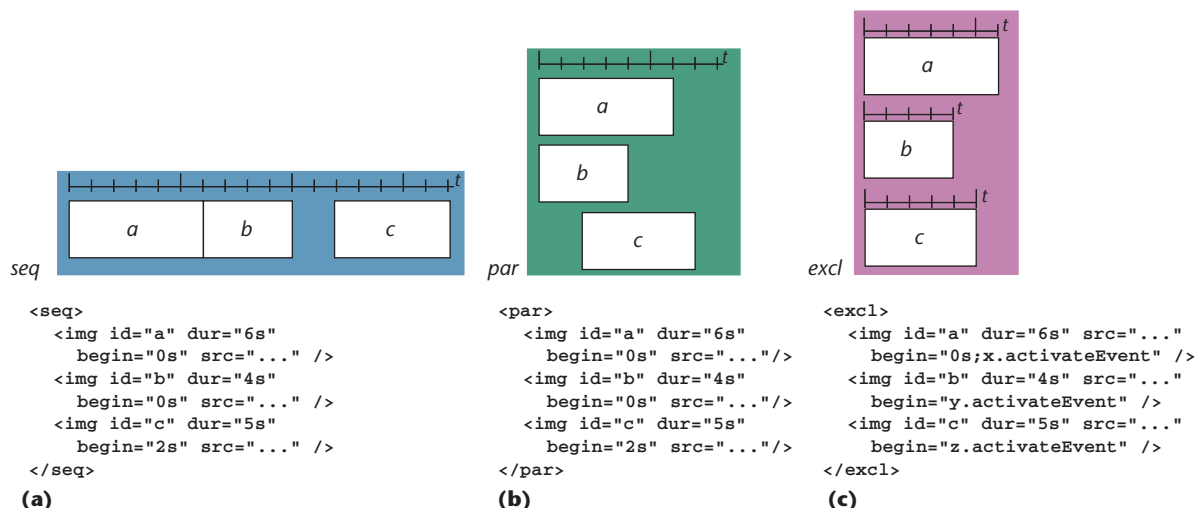 t
a
b
c
seq
t
a
b
c
par
t
a
t
b
t
c
excl
<seq>
<img id="a" dur="6s"
begin="0s" src="..." />
<img id="b" dur="4s"
begin="0s" src="..." />
<img id="c" dur="5s"
begin="2s" src="..." />
</seq>
(a)
<par>
<img id="a" dur="6s"
begin="0s" src="..."/>
<img id="b" dur="4s"
begin="0s" src="..."/>
<img id="c" dur="5s"
begin="2s" src="..."/>
</par>
(b)
<excl>
<img id="a" dur="6s" src="..."
begin="0s;x.activateEvent" />
<img id="b" dur="4s" src="..."
begin="y.activateEvent" />
<img id="c" dur="5s" src="..."
begin="z.activateEvent" />
</excl>
(c)